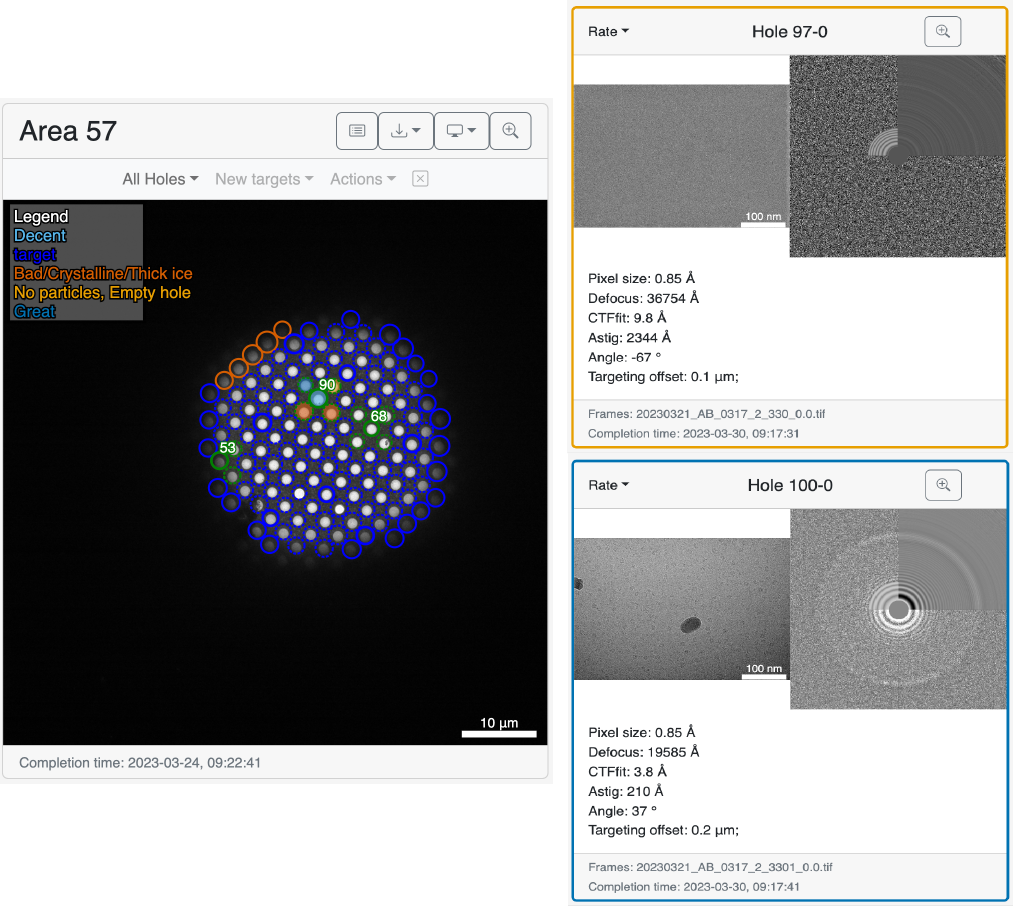 Area 57
All Holes New targets Actions
Legend
Decent
target
Bad/Crystalline/Thick ice
No particles, Empty hole
Great
90
68
53
10 µm
Completion time: 2023-03-24, 09:22:41
Rate Hole 97-0
100 nm
Pixel size: 0.85 Å
Defocus: 36754 Å
CTFfit: 9.8 Å
Astig: 2344 Å
Angle: -67 º
Targeting offset: 0.1 µm;
Frames: 20230321_AB_0317_2_330_0.0.tif
Completion time: 2023-03-30, 09:17:31
Rate Hole 100-0
100 nm
Pixel size: 0.85 Å
Defocus: 19585 Å
CTFfit: 3.8 Å
Astig: 210 Å
Angle: 37 º
Targeting offset: 0.2 µm;
Frames: 20230321_AB_0317_2_3301_0.0.tif
Completion time: 2023-03-30, 09:17:41